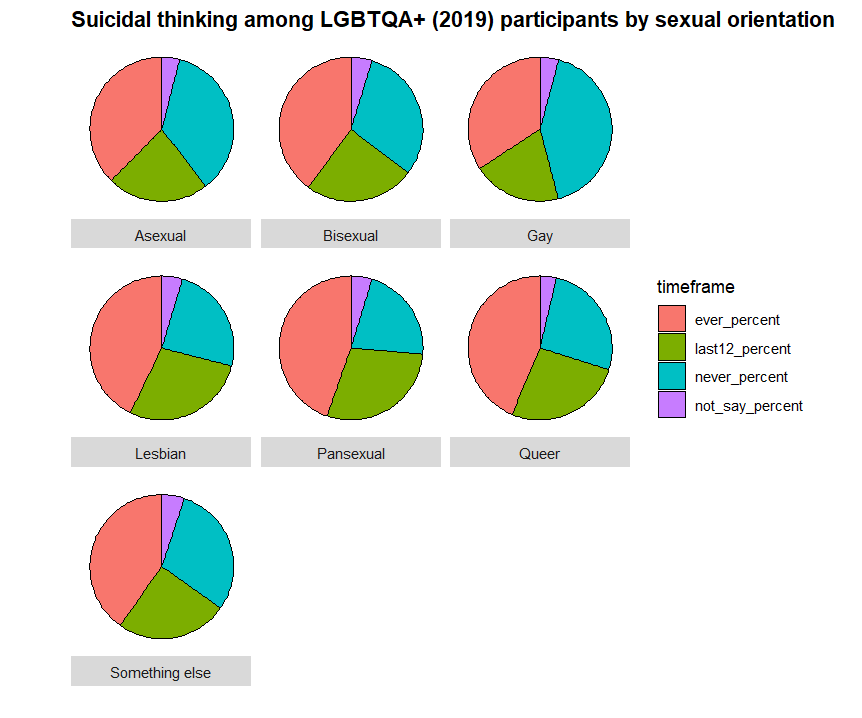 Suicidal thinking among LGBTQA+ (2019) participants by sexual orientation
Asexual
Bisexual
Gay
timeframe
ever_percent
last12_percent
never_percent
not_say_percent
Lesbian
Pansexual
Queer
Something else